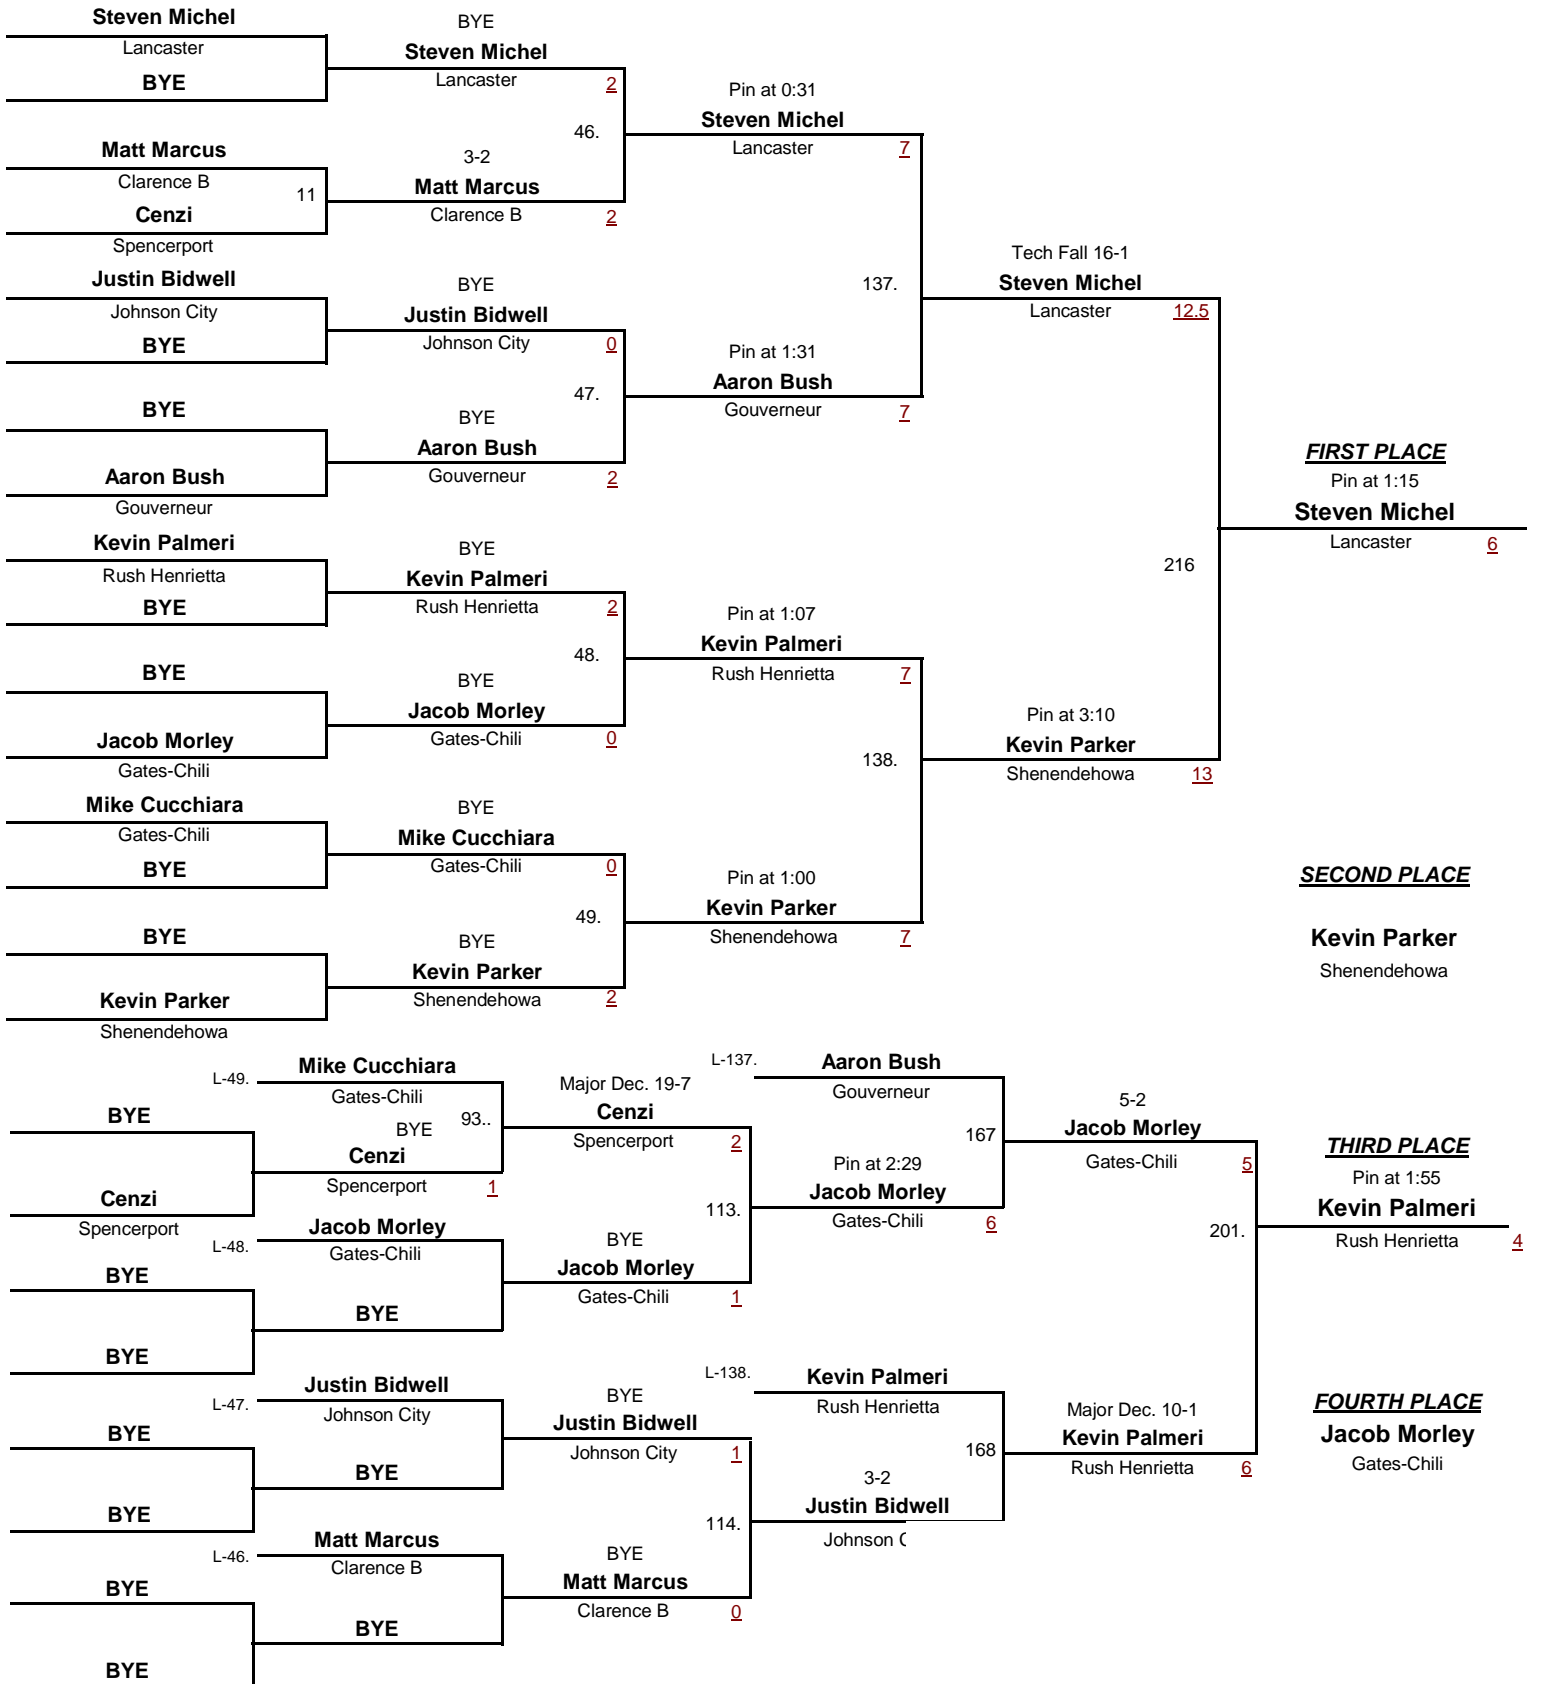 Steven Michel
Lancaster
BYE
Matt Marcus
Clarence B
11
Cenzi
Spencerport
Justin Bidwell
Johnson City
BYE
BYE
Aaron Bush
Gouverneur
Kevin Palmeri
Rush Henrietta
BYE
BYE
Jacob Morley
Gates-Chili
Mike Cucchiara
Gates-Chili
BYE
BYE
Kevin Parker
Shenendehowa
BYE
Steven Michel
Lancaster 2
46.
3-2
Matt Marcus
Clarence B 2
BYE
Justin Bidwell
Johnson City 0
47.
BYE
Aaron Bush
Gouverneur 2
BYE
Kevin Palmeri
Rush Henrietta 2
48.
BYE
Jacob Morley
Gates-Chili 0
BYE
Mike Cucchiara
Gates-Chili 0
49.
BYE
Kevin Parker
Shenendehowa 2
Pin at 0:31
Steven Michel
Lancaster 7
137.
Pin at 1:31
Aaron Bush
Gouverneur 7
Pin at 1:07
Kevin Palmeri
Rush Henrietta 7
138.
Pin at 1:00
Kevin Parker
Shenendehowa 7
Tech Fall 16-1
Steven Michel
Lancaster 12.5
216
Pin at 3:10
Kevin Parker
Shenendehowa 13
FIRST PLACE
Pin at 1:15
Steven Michel
Lancaster 6
SECOND PLACE
Kevin Parker
Shenendehowa
BYE
Cenzi
Spencerport
BYE
BYE
BYE
BYE
BYE
BYE
L-49. Mike Cucchiara
Gates-Chili
93..
BYE
Cenzi
Spencerport 1
L-48. Jacob Morley
Gates-Chili
BYE
L-47. Justin Bidwell
Johnson City
BYE
L-46. Matt Marcus
Clarence B
BYE
Major Dec. 19-7
Cenzi
Spencerport 2
113.
BYE
Jacob Morley
Gates-Chili 1
BYE
Justin Bidwell
Johnson City 1
114.
BYE
Matt Marcus
Clarence B 0
L-137. Aaron Bush
Gouverneur
167
Pin at 2:29
Jacob Morley
Gates-Chili 6
L-138. Kevin Palmeri
Rush Henrietta
168
3-2
Justin Bidwell
Johnson
5-2
Jacob Morley
Gates-Chili 5
201.
Major Dec. 10-1
Kevin Palmeri
Rush Henrietta 6
THIRD PLACE
Pin at 1:55
Kevin Palmeri
Rush Henrietta 4
FOURTH PLACE
Jacob Morley
Gates-Chili